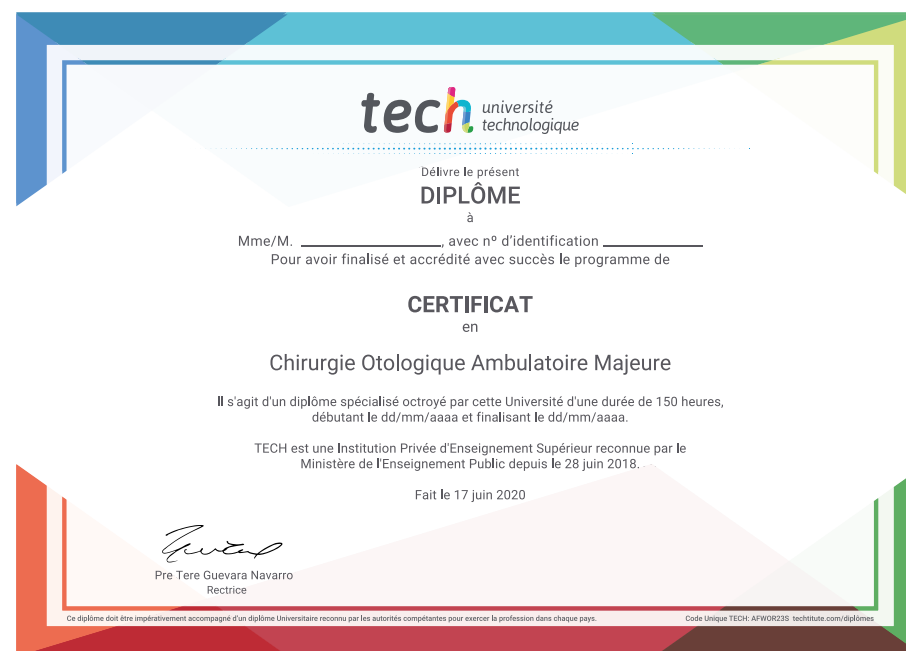 tech université
technologique
Délivre le présent
DIPLÔME
à
Mme/M. ____________________, avec nº d'identification ______________
Pour avoir finalisé et accrédité avec succès le programme de
CERTIFICAT
en
Chirurgie Otologique Ambulatoire Majeure
Il s'agit d'un diplôme spécialisé octroyé par cette Université d'une durée de 150 heures,
débutant le dd/mm/aaaa et finalisant le dd/mm/aaaa.
TECH est une Institution Privée d'Enseignement Supérieur reconnue par le
Ministère de l'Enseignement Public depuis le 28 juin 2018.
Fait le 17 juin 2020
Pre Tere Guevara Navarro
Rectrice
Ce diplôme doit être impérativement accompagné d'un diplôme Universitaire reconnu par les autorités compétantes pour exercer la profession dans chaque pays.
Code Unique TECH: AFWOR23S techtitute.com/diplômes